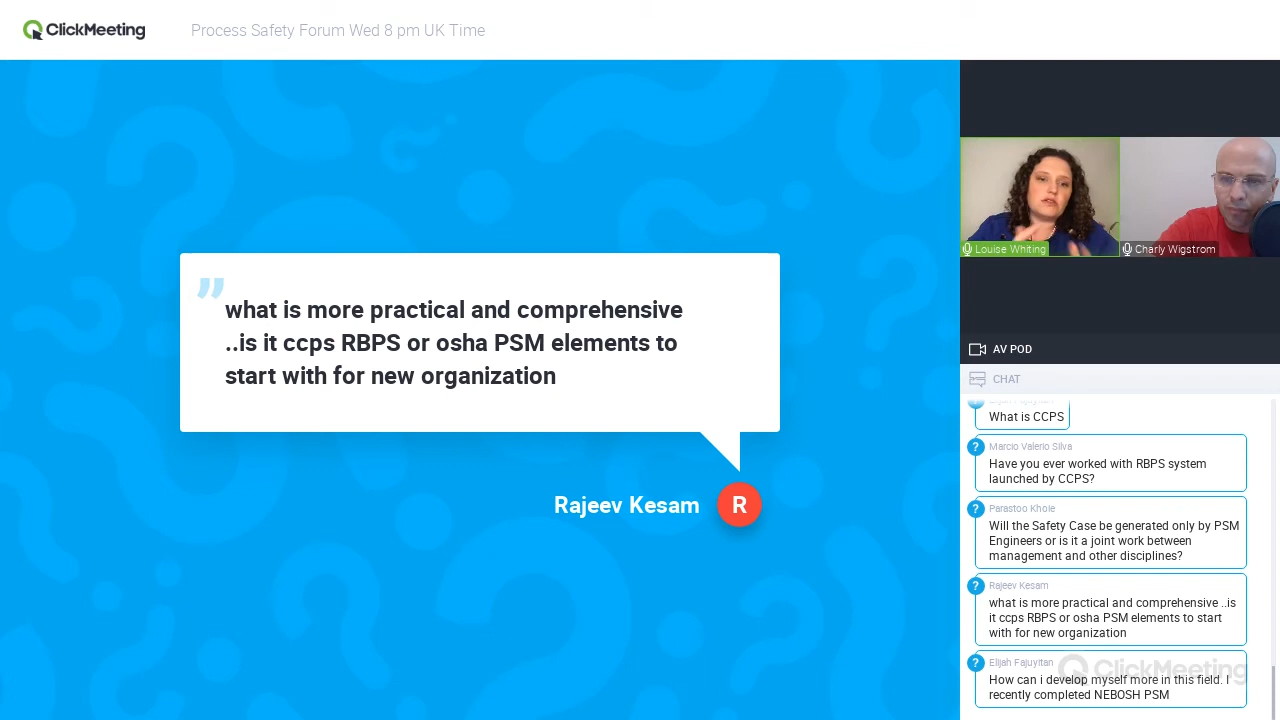 ClickMeeting
Process Safety Forum Wed 8 pm UK Time
what is more practical and comprehensive
..is it ccps RBPS or osha PSM elements to
start with for new organization
Rajeev Kesam
R
Louise Whiting
Charly Wigstrom
AV POD
CHAT
What is CCPS
?
Marcio Valerio Silva
Have you ever worked with RBPS system
launched by CCPS?
?
Parastoo Khoie
Will the Safety Case be generated only by PSM
Engineers or is it a joint work between
management and other disciplines?
?
Rajeev Kesam
what is more practical and comprehensive ..is
it ccps RBPS or osha PSM elements to start
with for new organization
?
Elijah Fajuyitan
ClickMeeting
How can i develop myself more in this field. I
recently completed NEBOSH PSM